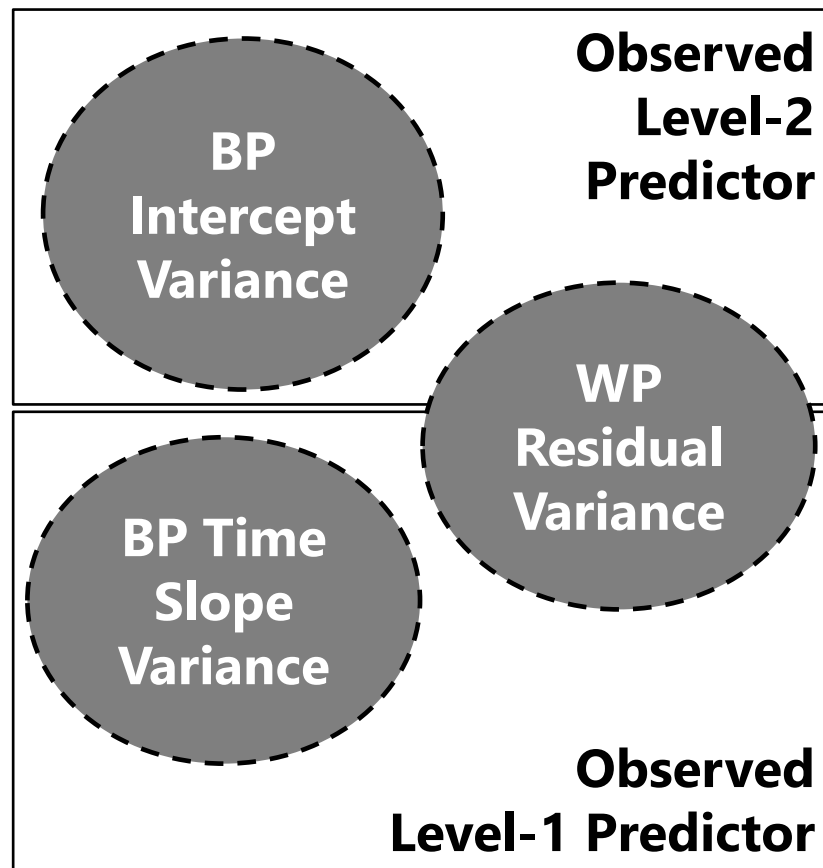 Observed
Level-2
Predictor
BP
Intercept
Variance
WP
Residual
Variance
BP Time
Slope
Variance
Observed
Level-1 Predictor